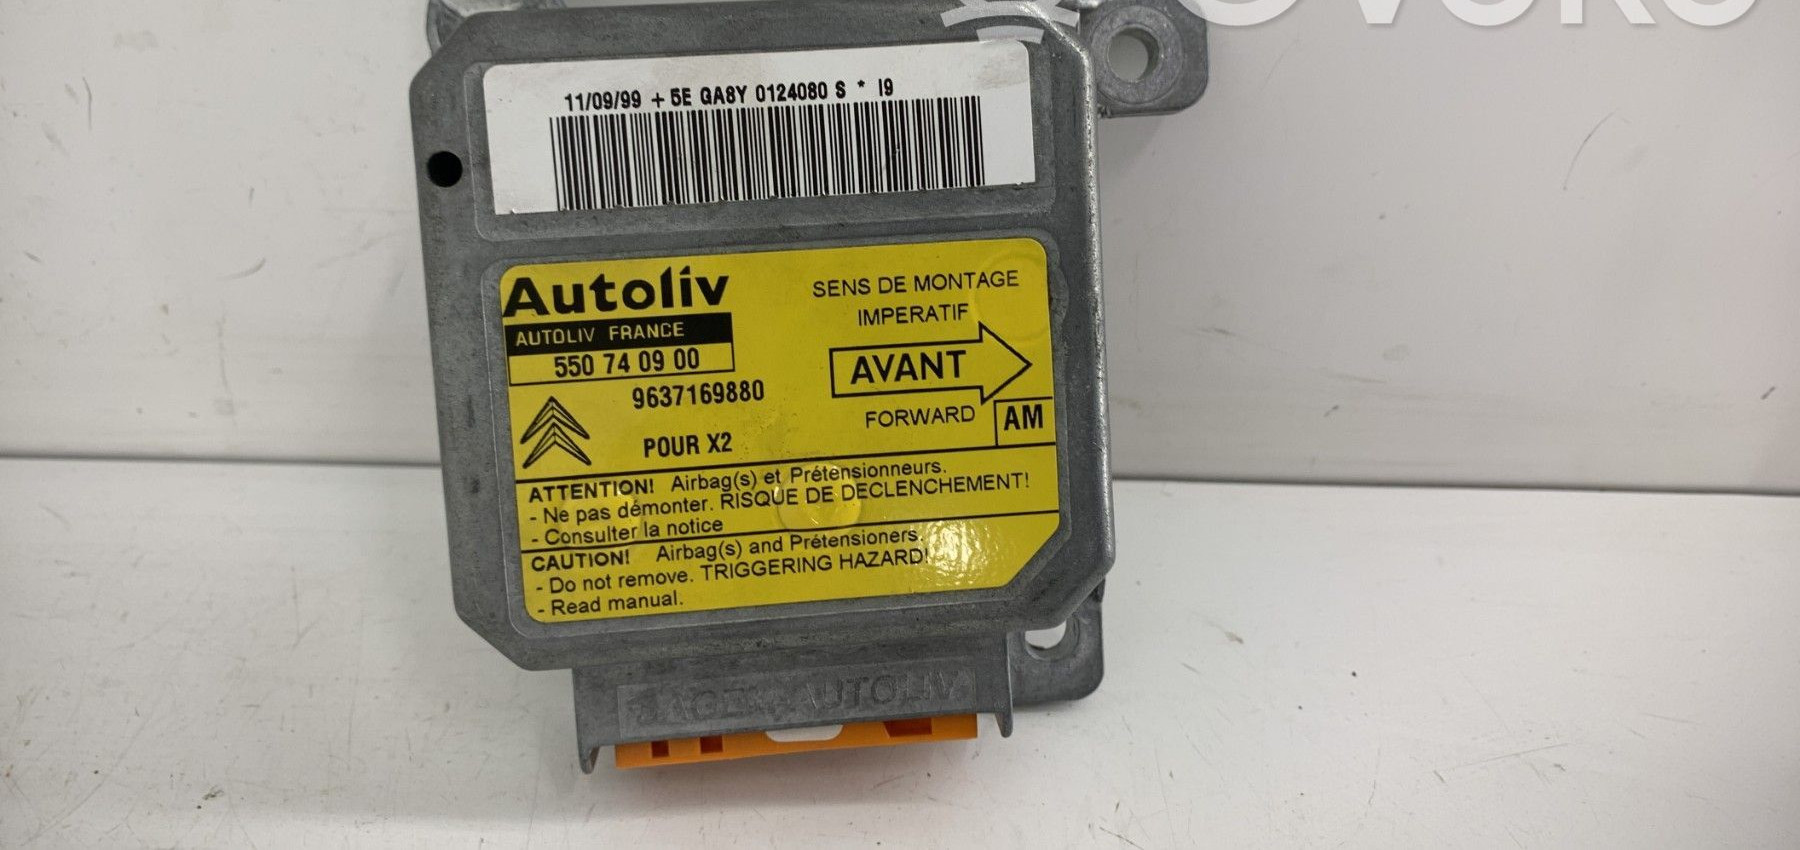 11/09/99 + 5E GA8Y 0124080 S * I9
Autoliv
AUTOLIV FRANCE
550 74 09 00
9637169880
POUR X2
SENS DE MONTAGE
IMPERATIF
AVANT
FORWARD
AM
ATTENTION! Airbag(s) et Prétensionneurs.
- Ne pas démonter. RISQUE DE DECLENCHEMENT!
- Consulter la notice
CAUTION! Airbag(s) and Prétensioners.
- Do not remove. TRIGGERING HAZARD!
- Read manual.
AUTOLIV